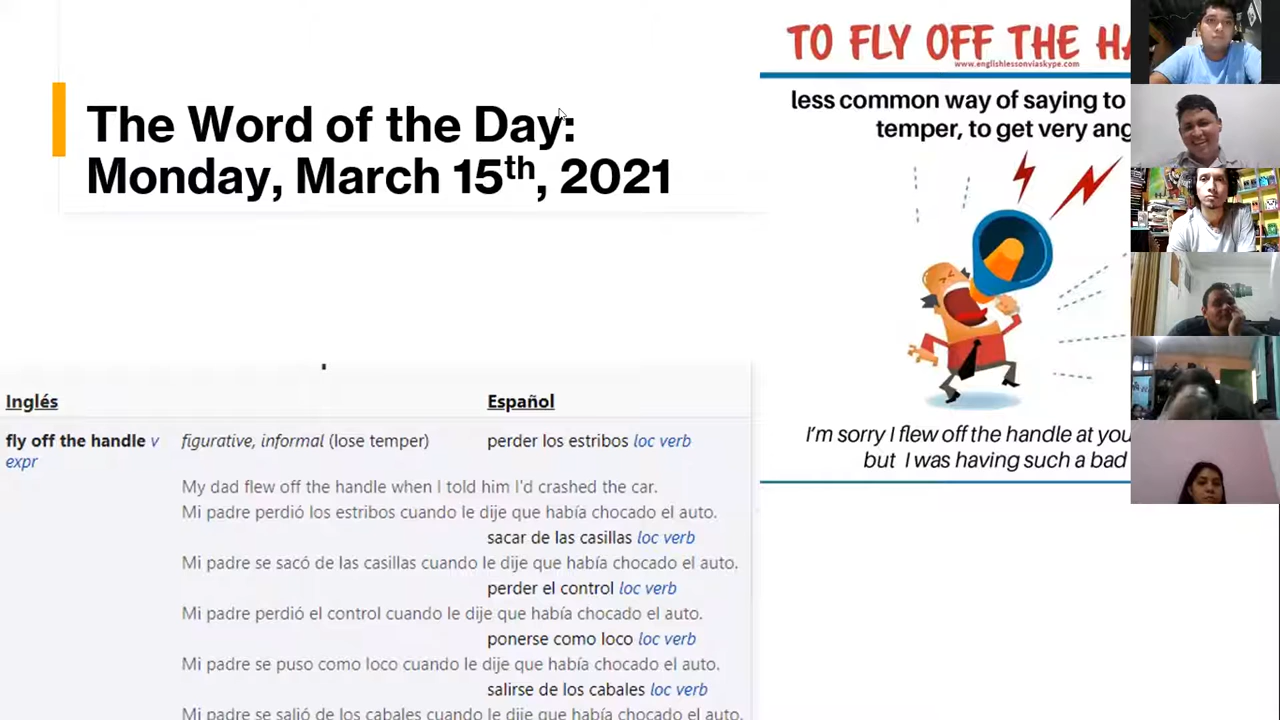 The Word of the Day:
Monday, March 15th, 2021
TO FLY OFF THE HA
www.englishlessonviaskype.com
less common way of saying to
temper, to get very ang
I'm sorry I flew off the handle at you
but I was having such a bad
Inglés Español
fly off the handle v figurative, informal (lose temper) perder los estribos loc verb
expr
My dad flew off the handle when I told him I'd crashed the car.
Mi padre perdió los estribos cuando le dije que había chocado el auto.
sacar de las casillas loc verb
Mi padre se sacó de las casillas cuando le dije que había chocado el auto.
perder el control loc verb
Mi padre perdió el control cuando le dije que había chocado el auto.
ponerse como loco loc verb
Mi padre se puso como loco cuando le dije que había chocado el auto.
salirse de los cabales loc verb
Mi padre se salió de los cabales cuando le dije que había chocado el auto.